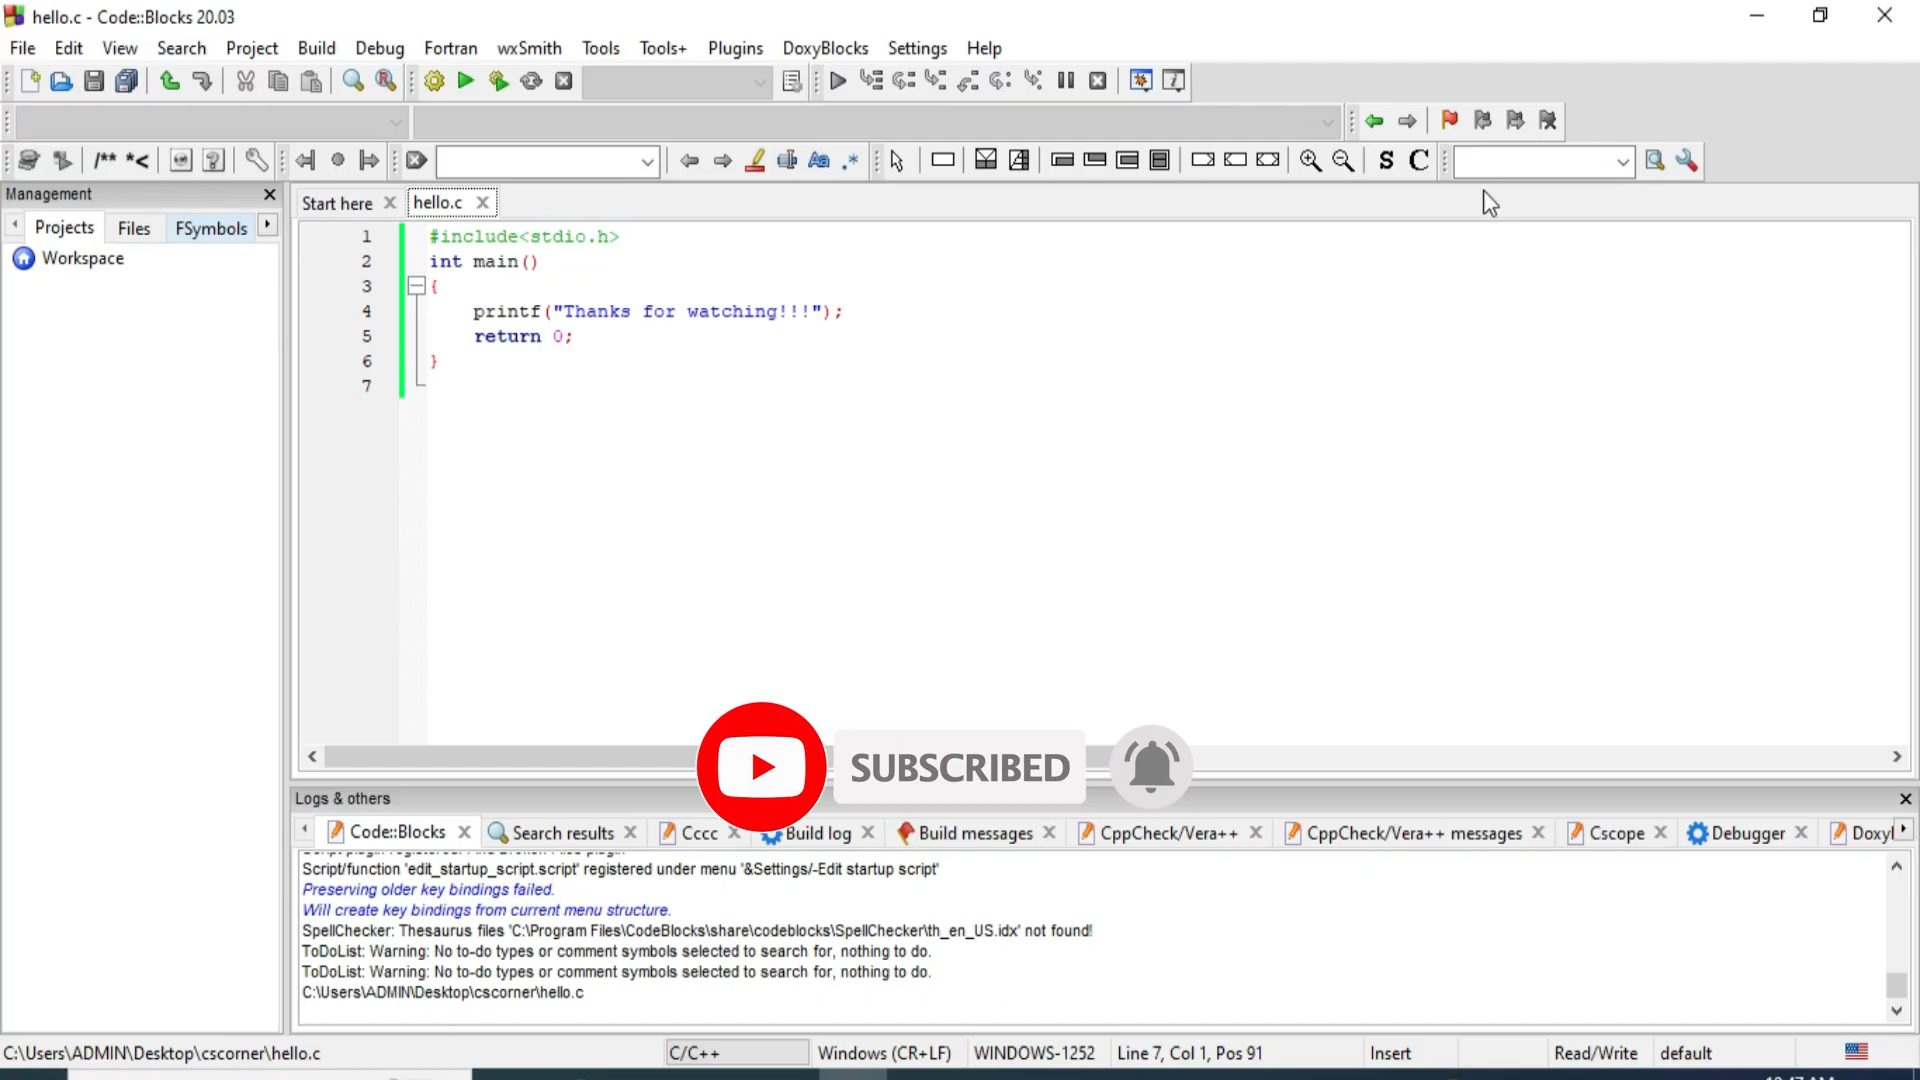 hello.c - Code::Blocks 20.03
File Edit View Search Project Build Debug Fortran wxSmith Tools Tools+ Plugins DoxyBlocks Settings Help
/** *<
S C
Management
Projects Files FSymbols
Workspace
Start here hello.c
1 #include<stdio.h>
2 int main()
3 {
4 printf("Thanks for watching!!!");
5 return 0;
6 }
7
SUBSCRIBED
Logs & others
Code::Blocks Search results Cccc Build log Build messages CppCheck/Vera++ CppCheck/Vera++ messages Cscope Debugger Doxyl
Script/function 'edit_startup_script.script' registered under menu '&Settings/-Edit startup script'
Preserving older key bindings failed.
Will create key bindings from current menu structure.
SpellChecker: Thesaurus files 'C:\Program Files\CodeBlocks\share\codeblocks\SpellChecker\th_en_US.idx' not found!
ToDoList: Warning: No to-do types or comment symbols selected to search for, nothing to do.
ToDoList: Warning: No to-do types or comment symbols selected to search for, nothing to do.
C:\Users\ADMIN\Desktop\cscorner\hello.c
C:\Users\ADMIN\Desktop\cscorner\hello.c C/C++ Windows (CR+LF) WINDOWS-1252 Line 7, Col 1, Pos 91 Insert Read/Write default